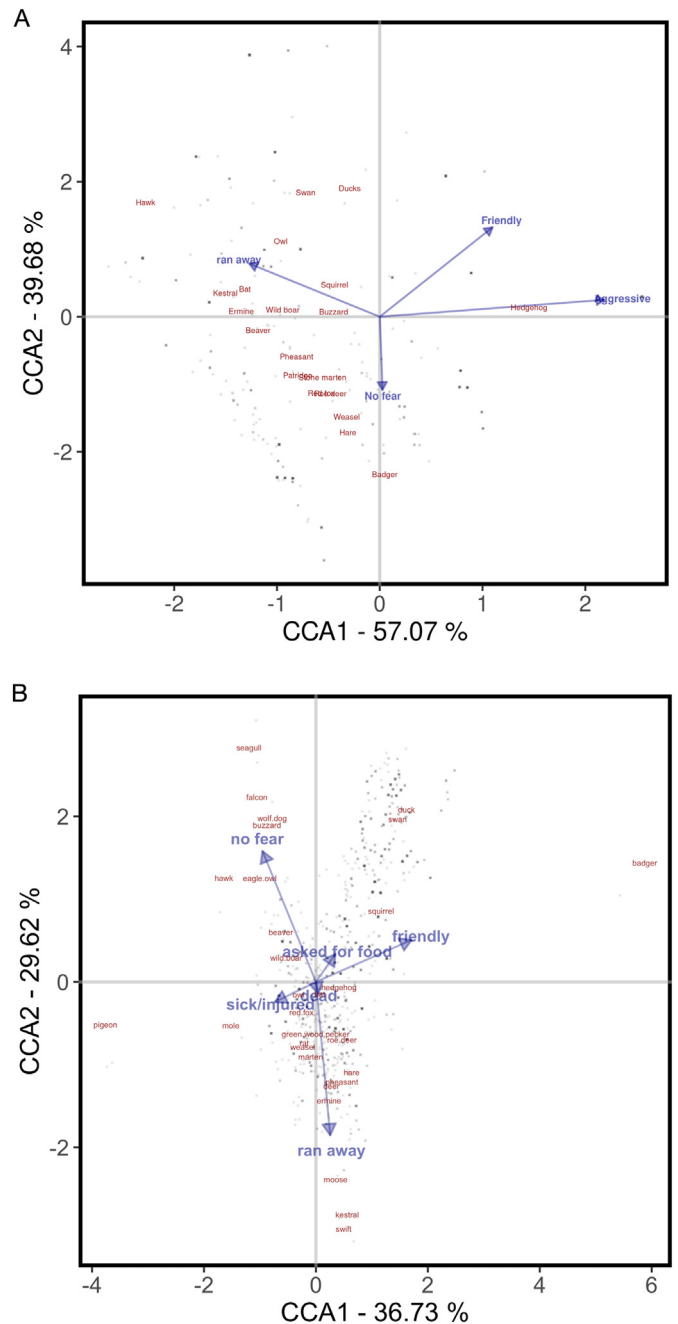 A
4
Swan
Ducks
2
Hawk
Friendly
Owl
ran away
Squirrel
Bat
Kestral
Aggressive
Hedgehog
Ermine
Wild boar
Buzzard
0
Beaver
Pheasant
Patridge
Stone marten
Roe deer
No fear
Weasel
Hare
-2
Badger
CCA2 - 39.68 %
-2
-1
0
1
2
CCA1 - 57.07 %
B
seagull
falcon
wolf.dog
buzzard
duck
swan
2
no fear
hawk
eagle.owl
badger
squirrel
beaver
friendly
asked for food
wild.boar
0
hedgehog
dead
sick/injured
red.fox
pigeon
mole
green.wood.pecker
roe.deer
rat
weasel
marten
hare
pheasant
deer
ermine
-2
ran away
moose
kestral
swift
CCA2 - 29.62 %
-4
-2
0
2
4
6
CCA1 - 36.73 %